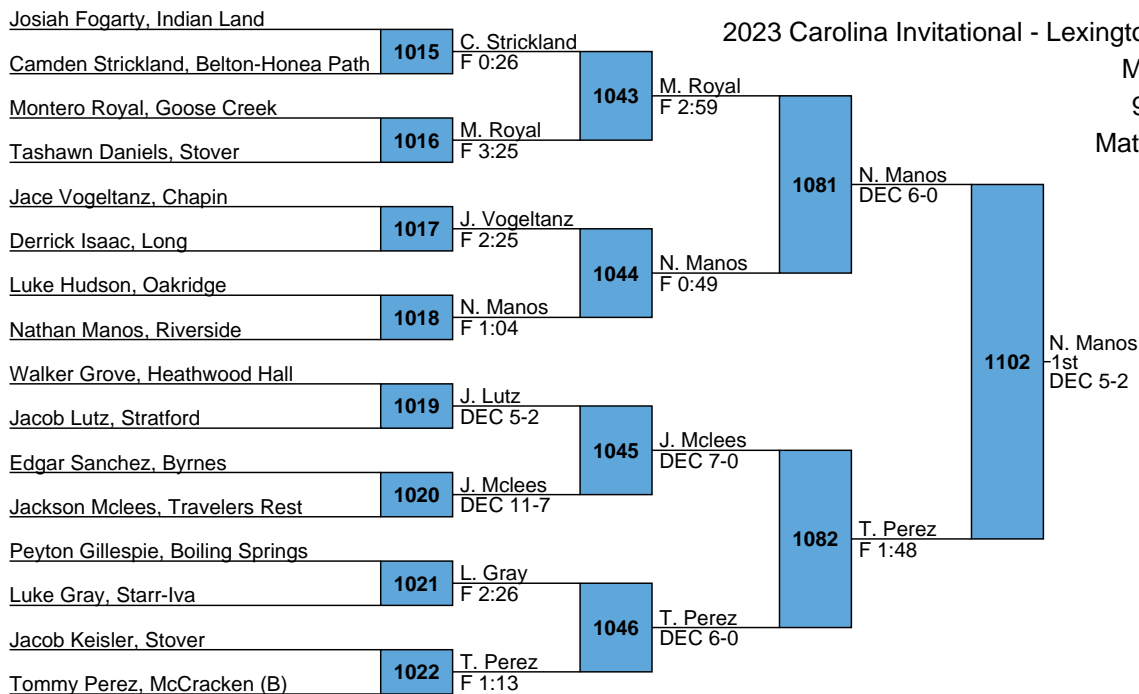 2023 Carolina Invitational - Lexingto
M
9
Mat
Josiah Fogarty, Indian Land
1015
C. Strickland
F 0:26
Camden Strickland, Belton-Honea Path
1043
M. Royal
F 2:59
Montero Royal, Goose Creek
1016
M. Royal
F 3:25
Tashawn Daniels, Stover
1081
N. Manos
DEC 6-0
Jace Vogeltanz, Chapin
1017
J. Vogeltanz
F 2:25
Derrick Isaac, Long
1044
N. Manos
F 0:49
Luke Hudson, Oakridge
1018
N. Manos
F 1:04
Nathan Manos, Riverside
1102
N. Manos
1st
DEC 5-2
Walker Grove, Heathwood Hall
1019
J. Lutz
DEC 5-2
Jacob Lutz, Stratford
1045
J. Mclees
DEC 7-0
Edgar Sanchez, Byrnes
1020
J. Mclees
DEC 11-7
Jackson Mclees, Travelers Rest
1082
T. Perez
F 1:48
Peyton Gillespie, Boiling Springs
1021
L. Gray
F 2:26
Luke Gray, Starr-Iva
1046
T. Perez
DEC 6-0
Jacob Keisler, Stover
1022
T. Perez
F 1:13
Tommy Perez, McCracken (B)